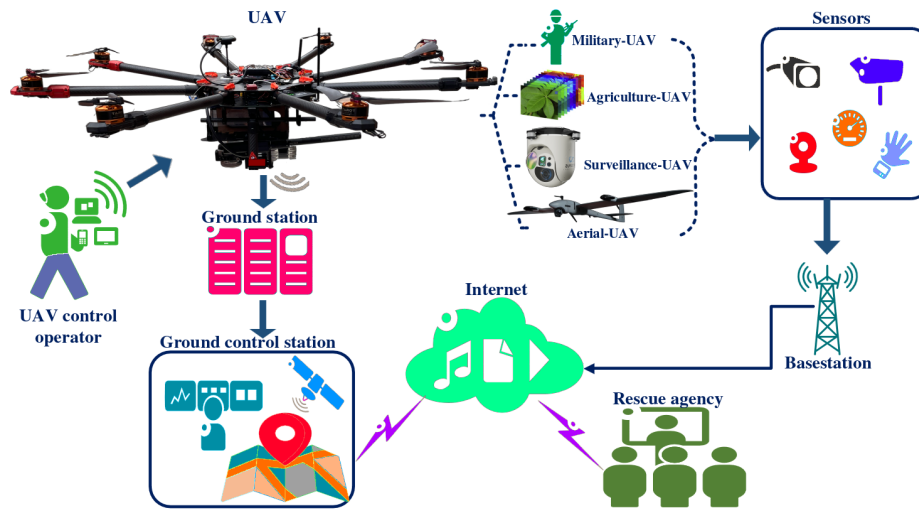 UAV
Sensors
Military-UAV
Agriculture-UAV
Surveillance-UAV
Aerial-UAV
Ground station
UAV control
operator
Internet
Basestation
Ground control station
Rescue agency